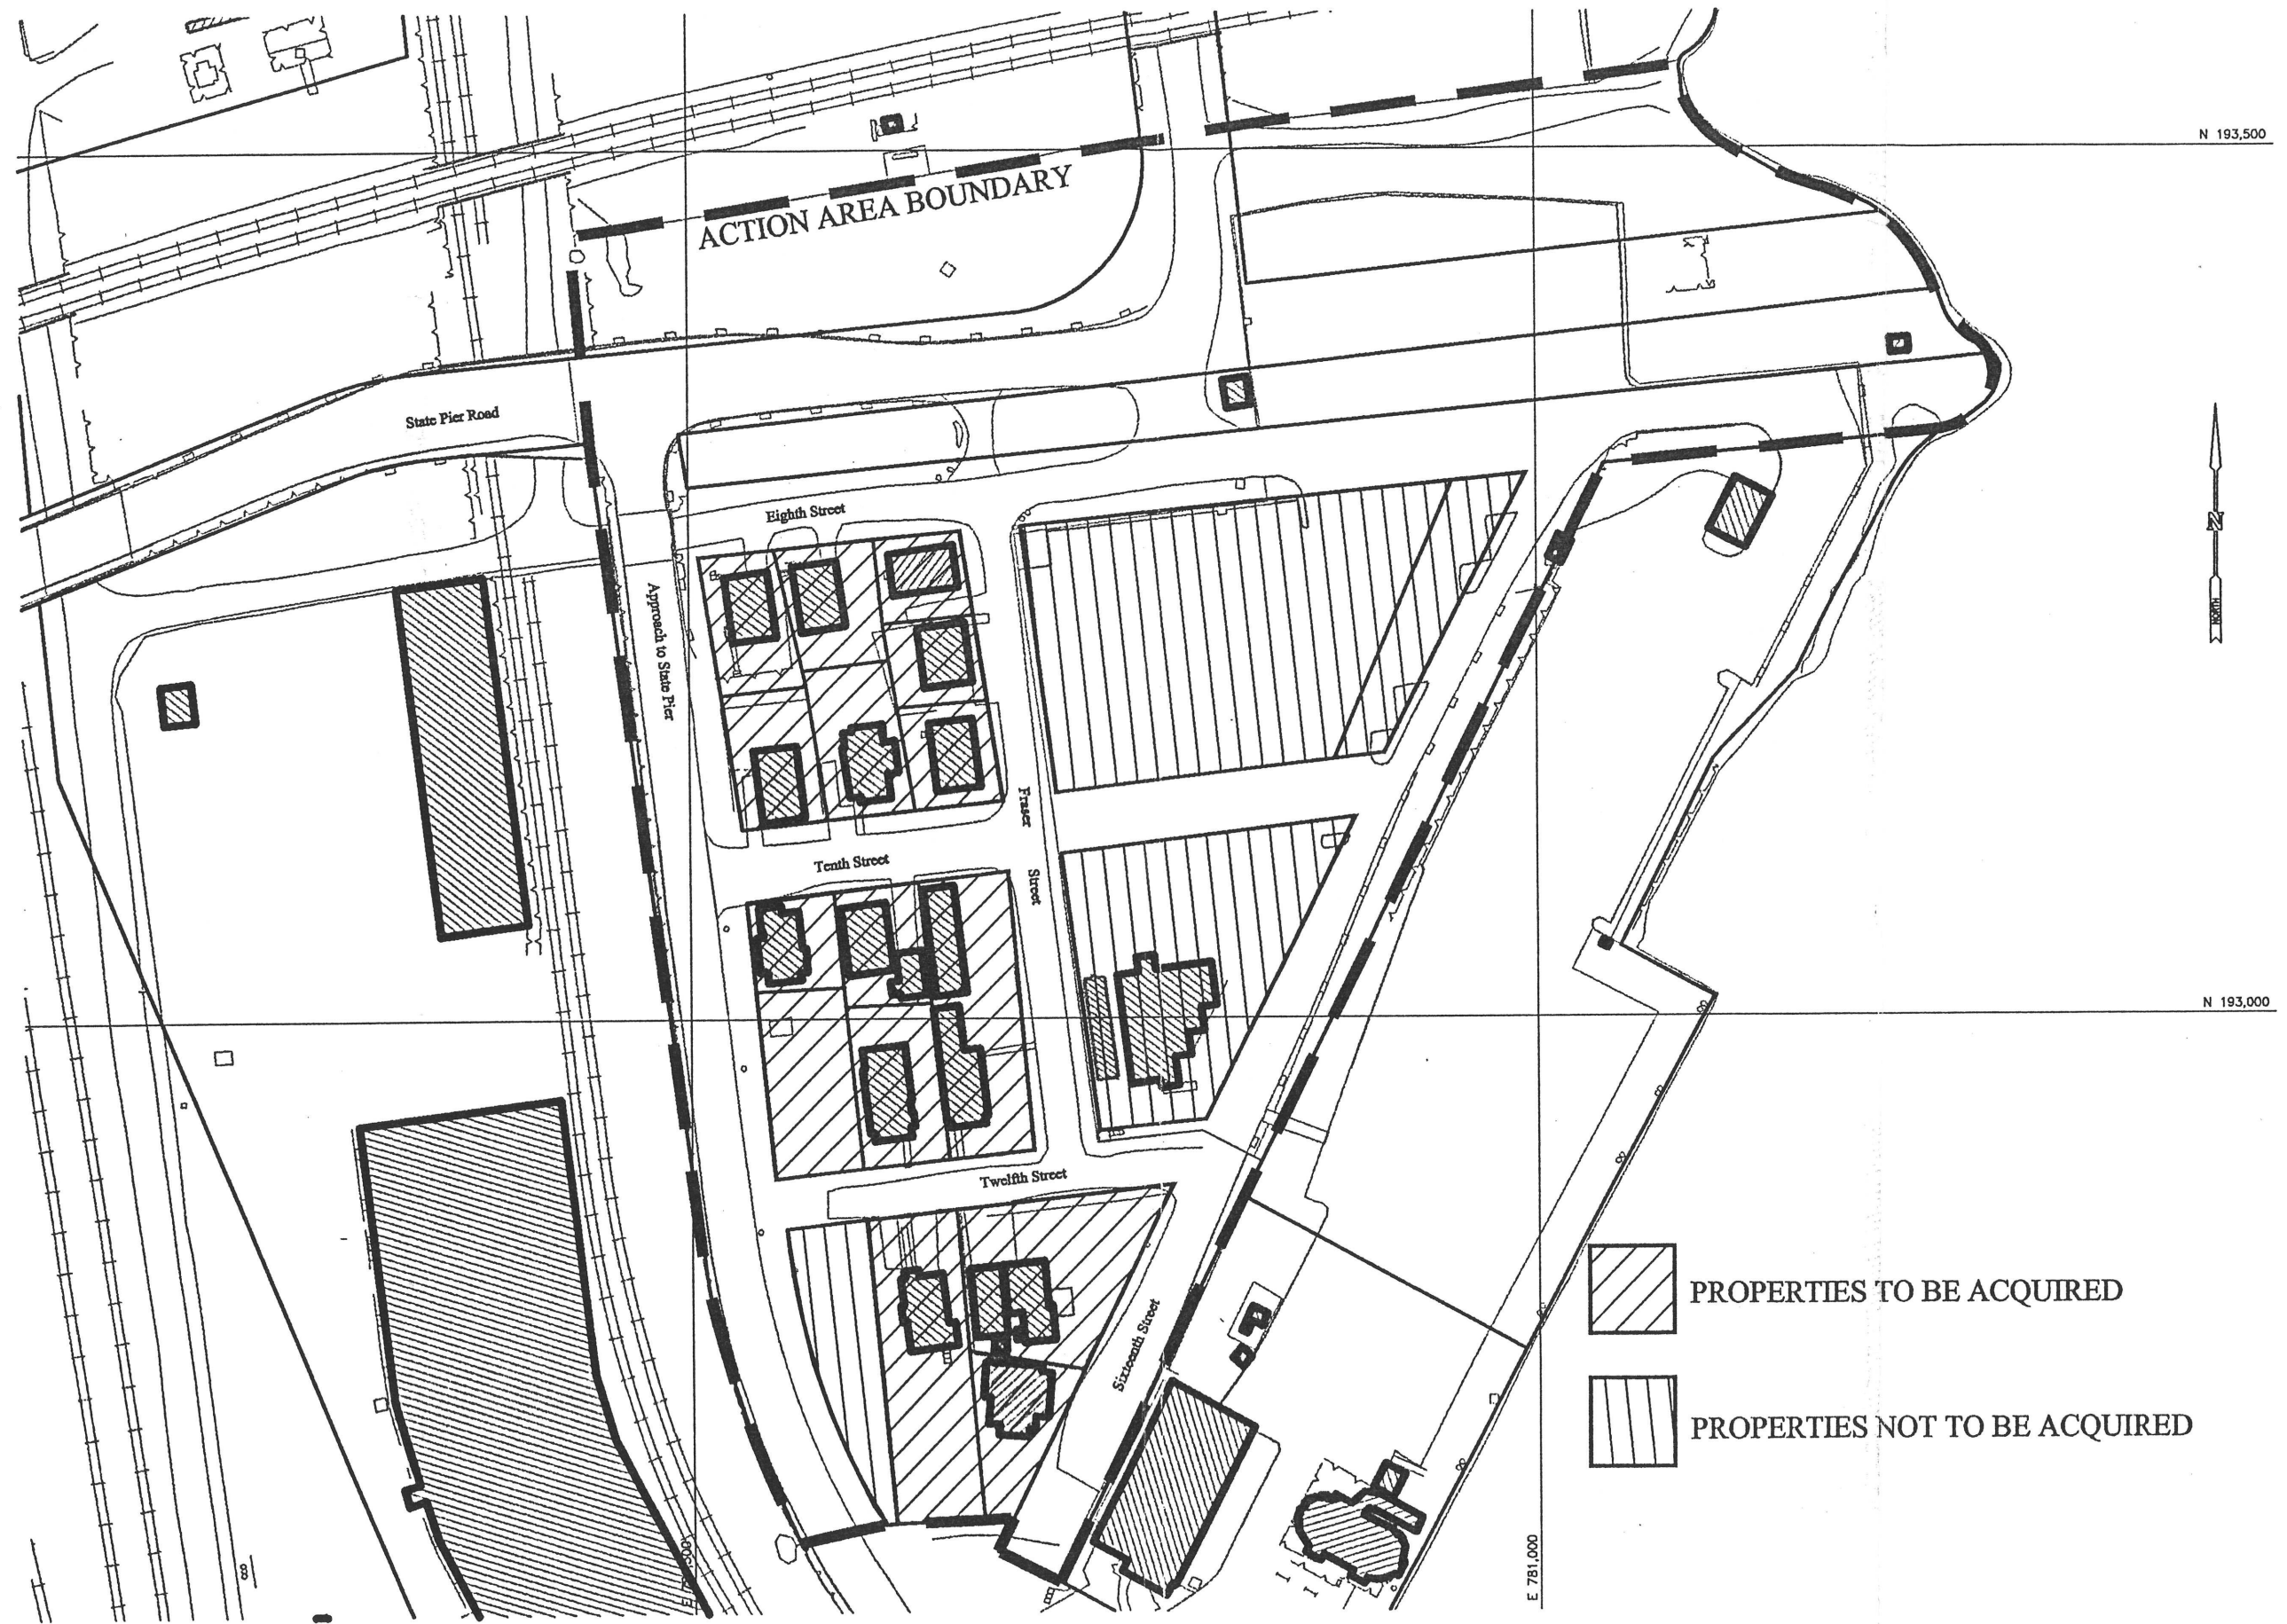 N 193,500
ACTION AREA BOUNDARY
State Pier Road
Eighth Street
Approach to State Pier
N
NORTH
Fraser
Street
Tenth Street
N 193,000
Twelfth Street
Sixteenth Street
PROPERTIES TO BE ACQUIRED
PROPERTIES NOT TO BE ACQUIRED
E 781,000